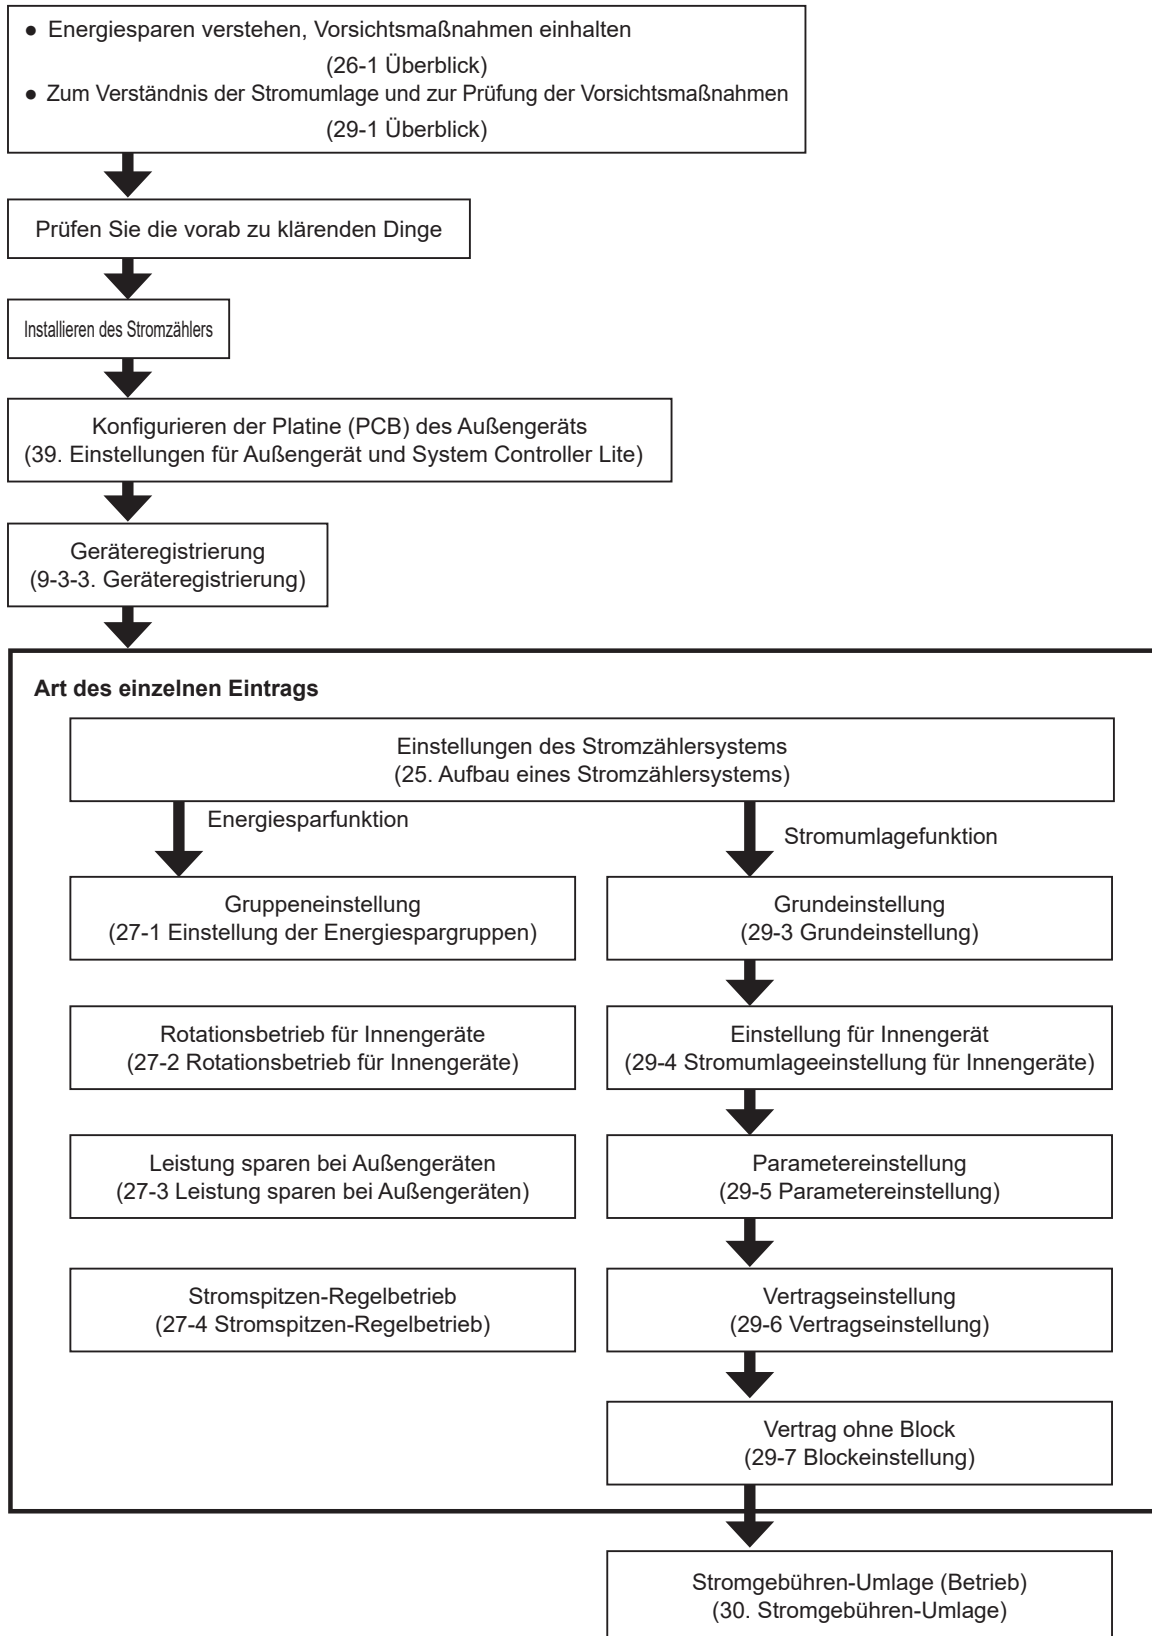 ● Energiesparen verstehen, Vorsichtsmaßnahmen einhalten
(26-1 Überblick)
● Zum Verständnis der Stromumlage und zur Prüfung der Vorsichtsmaßnahmen
(29-1 Überblick)
Prüfen Sie die vorab zu klärenden Dinge
Installieren des Stromzählers
Konfigurieren der Platine (PCB) des Außengeräts
(39. Einstellungen für Außengerät und System Controller Lite)
Geräteregistrierung
(9-3-3. Geräteregistrierung)
Art des einzelnen Eintrags
Einstellungen des Stromzählersystems
(25. Aufbau eines Stromzählersystems)
Energiesparfunktion
Stromumlagefunktion
Gruppeneinstellung
(27-1 Einstellung der Energiespargruppen)
Grundeinstellung
(29-3 Grundeinstellung)
Rotationsbetrieb für Innengeräte
(27-2 Rotationsbetrieb für Innengeräte)
Einstellung für Innengerät
(29-4 Stromumlageeinstellung für Innengeräte)
Leistung sparen bei Außengeräten
(27-3 Leistung sparen bei Außengeräten)
Parametereinstellung
(29-5 Parametereinstellung)
Stromspitzen-Regelbetrieb
(27-4 Stromspitzen-Regelbetrieb)
Vertragseinstellung
(29-6 Vertragseinstellung)
Vertrag ohne Block
(29-7 Blockeinstellung)
Stromgebühren-Umlage (Betrieb)
(30. Stromgebühren-Umlage)